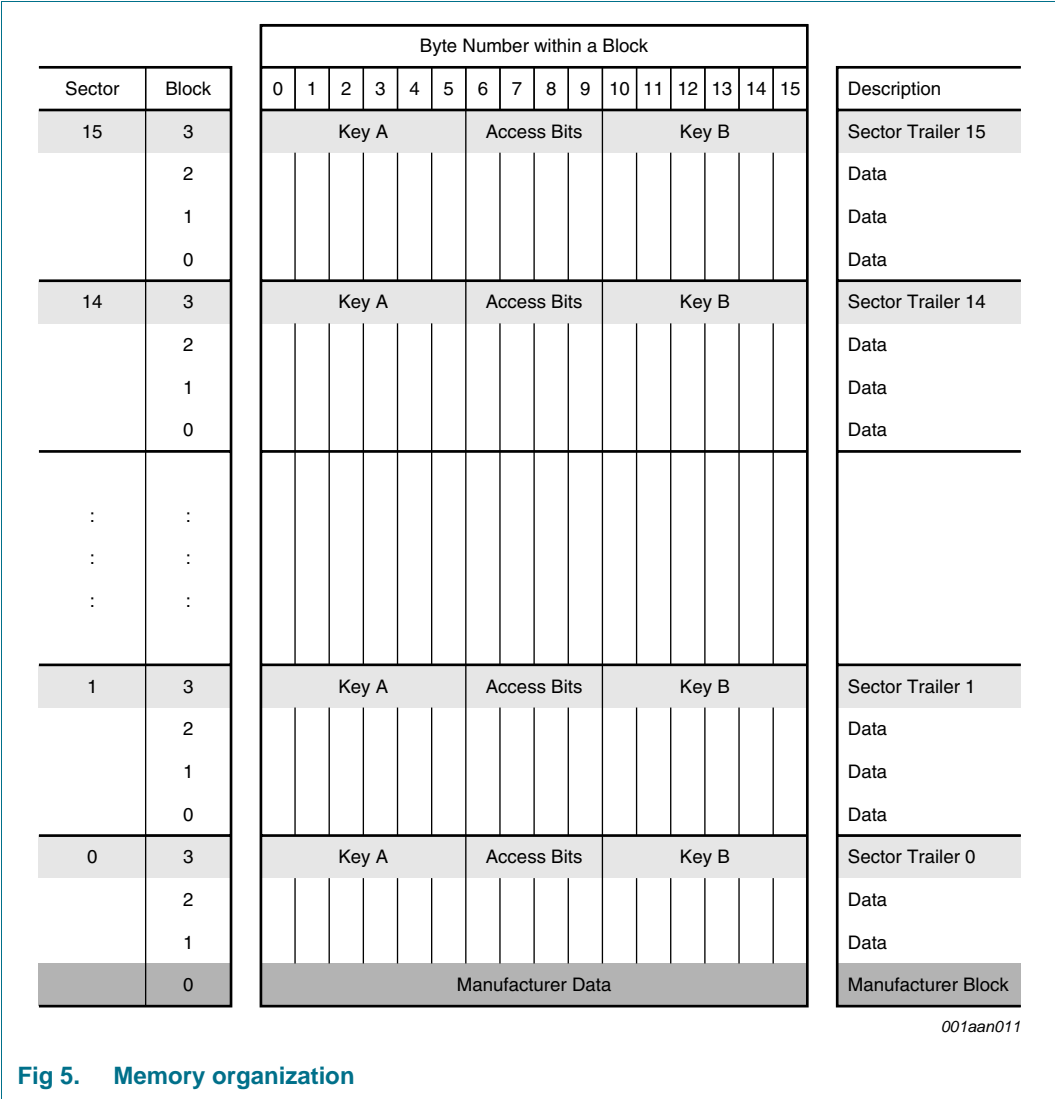 Byte Number within a Block
Sector Block 0 1 2 3 4 5 6 7 8 9 10 11 12 13 14 15 Description
15 3 Key A Access Bits Key B Sector Trailer 15
2 Data
1 Data
0 Data
14 3 Key A Access Bits Key B Sector Trailer 14
2 Data
1 Data
0 Data
: :
: :
: :
1 3 Key A Access Bits Key B Sector Trailer 1
2 Data
1 Data
0 Data
0 3 Key A Access Bits Key B Sector Trailer 0
2 Data
1 Data
0 Manufacturer Data Manufacturer Block
001aan011
Fig 5. Memory organization